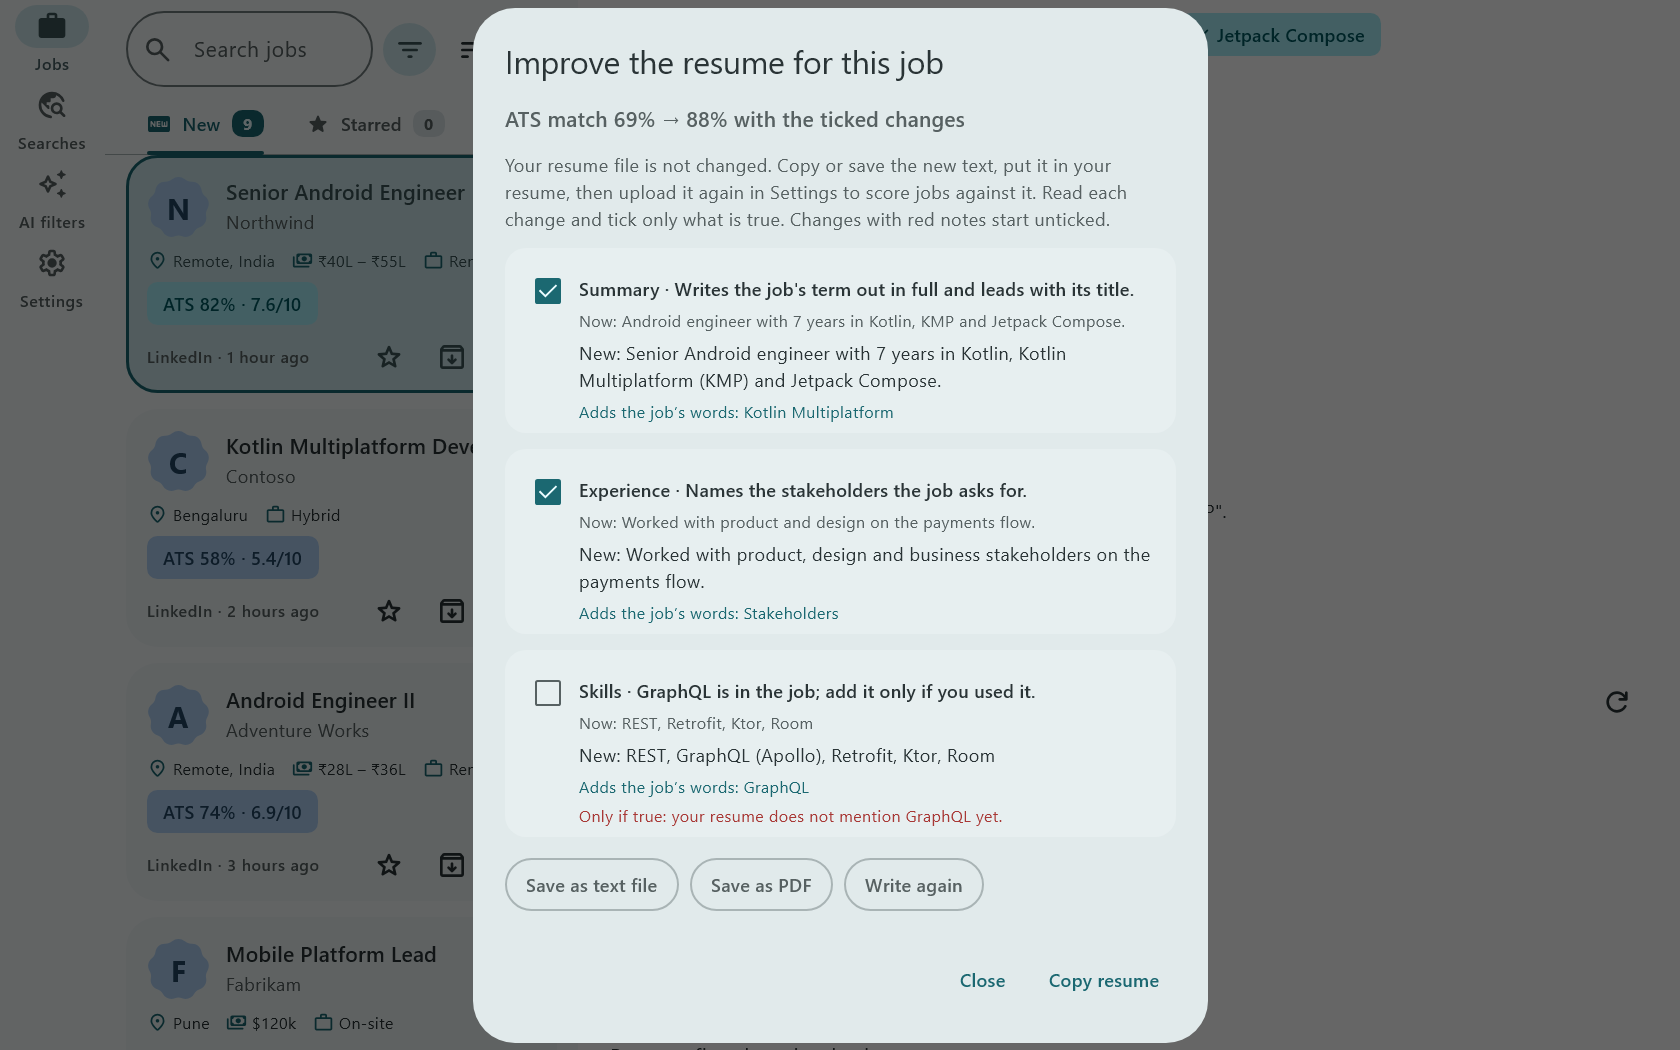 Jobs
Searches
AI filters
Settings
Search jobs
NEW New 9
Starred 0
Senior Android Engineer
Northwind
Remote, India ₹40L – ₹55L
ATS 82% · 7.6/10
LinkedIn · 1 hour ago
Kotlin Multiplatform
Contoso
Bengaluru Hybrid
ATS 58% · 5.4/10
LinkedIn · 2 hours ago
Android Engineer II
Adventure Works
Remote, India ₹28L – ₹36L
ATS 74% · 6.9/10
LinkedIn · 3 hours ago
Mobile Platform Lead
Fabrikam
Pune $120k On-site
N
C
A
F
Improve the resume for this job
ATS match 69% → 88% with the ticked changes
Your resume file is not changed. Copy or save the new text, put it in your
resume, then upload it again in Settings to score jobs against it. Read each
change and tick only what is true. Changes with red notes start unticked.
Summary · Writes the job's term out in full and leads with its title.
Now: Android engineer with 7 years in Kotlin, KMP and Jetpack Compose.
New: Senior Android engineer with 7 years in Kotlin, Kotlin
Multiplatform (KMP) and Jetpack Compose.
Adds the job’s words: Kotlin Multiplatform
Experience · Names the stakeholders the job asks for.
Now: Worked with product and design on the payments flow.
New: Worked with product, design and business stakeholders on the
payments flow.
Adds the job’s words: Stakeholders
Skills · GraphQL is in the job; add it only if you used it.
Now: REST, Retrofit, Ktor, Room
New: REST, GraphQL (Apollo), Retrofit, Ktor, Room
Adds the job’s words: GraphQL
Only if true: your resume does not mention GraphQL yet.
Save as text file
Save as PDF
Write again
Close
Copy resume
Jetpack Compose